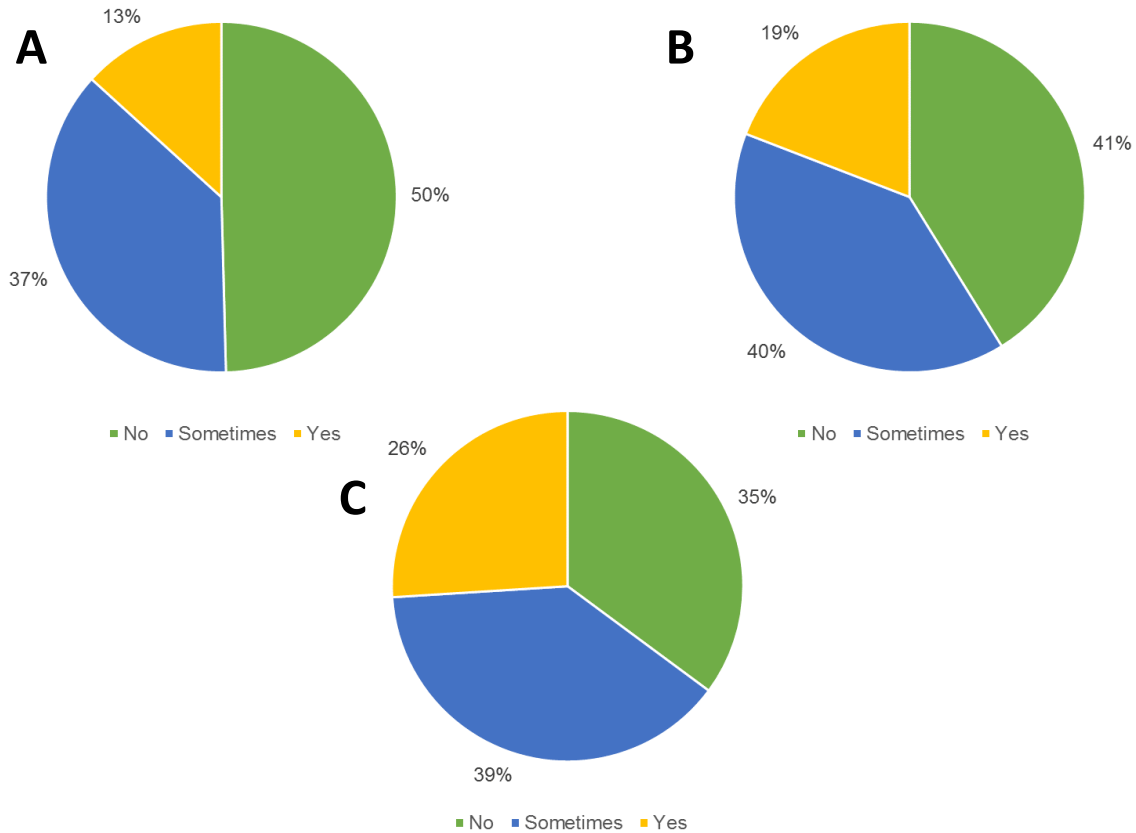 A
13%
50%
37%
No Sometimes Yes
B
19%
41%
40%
No Sometimes Yes
C
26%
35%
39%
No Sometimes Yes